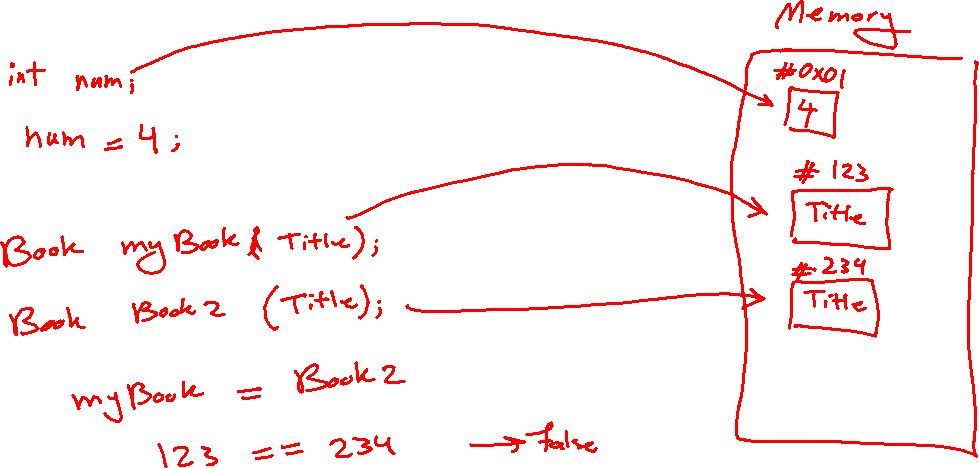 Memory
int num;
#0x01
4
num = 4;
#123
Title
Book myBook( Title);
#234
Title
Book Book2 (Title);
myBook = Book2
123 == 234 → False